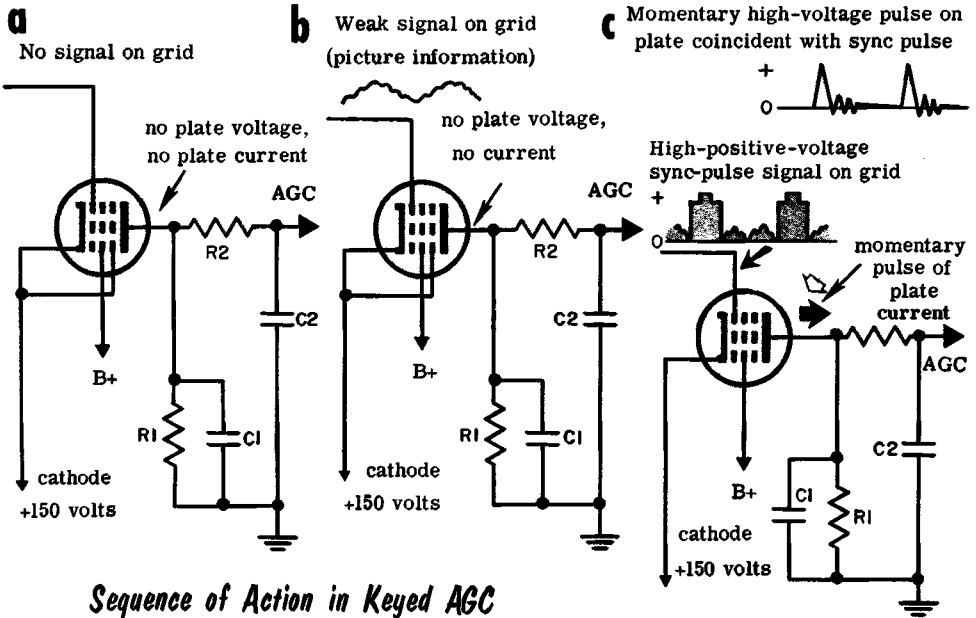 a
No signal on grid
no plate voltage,
no plate current
AGC
R2
C2
B+
R1
C1
cathode
+150 volts
b
Weak signal on grid
(picture information)
no plate voltage,
no current
AGC
R2
C2
B+
R1
C1
cathode
+150 volts
c
Momentary high-voltage pulse on
plate coincident with sync pulse
+
0
High-positive-voltage
sync-pulse signal on grid
+
0
momentary
pulse of
plate
current
AGC
C2
B+
C1
R1
cathode
+150 volts
Sequence of Action in Keyed AGC